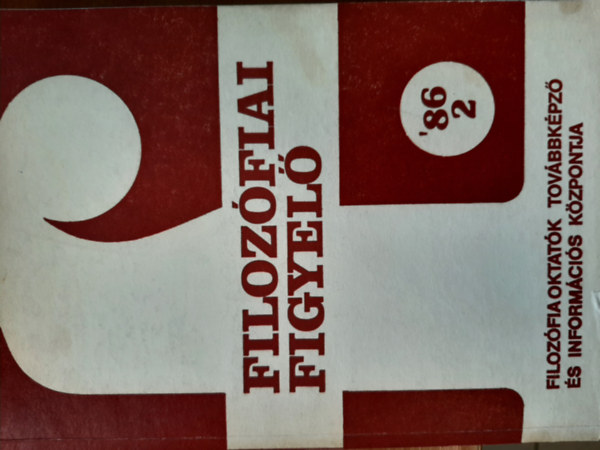 FILOZÓFIAI
FIGYELŐ
'86
2
FILOZÓFIAOKTATÓK TOVÁBBKÉPZŐ
ÉS INFORMÁCIÓS KÖZPONTJA